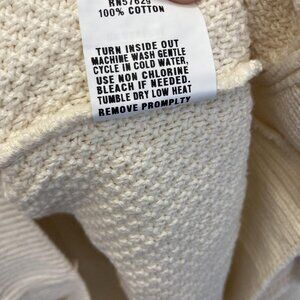 RN57629
100% COTTON
TURN INSIDE OUT
MACHINE WASH GENTLE
CYCLE IN COLD WATER,
USE NON CHLORINE
BLEACH IF NEEDED.
TUMBLE DRY LOW HEAT
REMOVE PROMPLTY